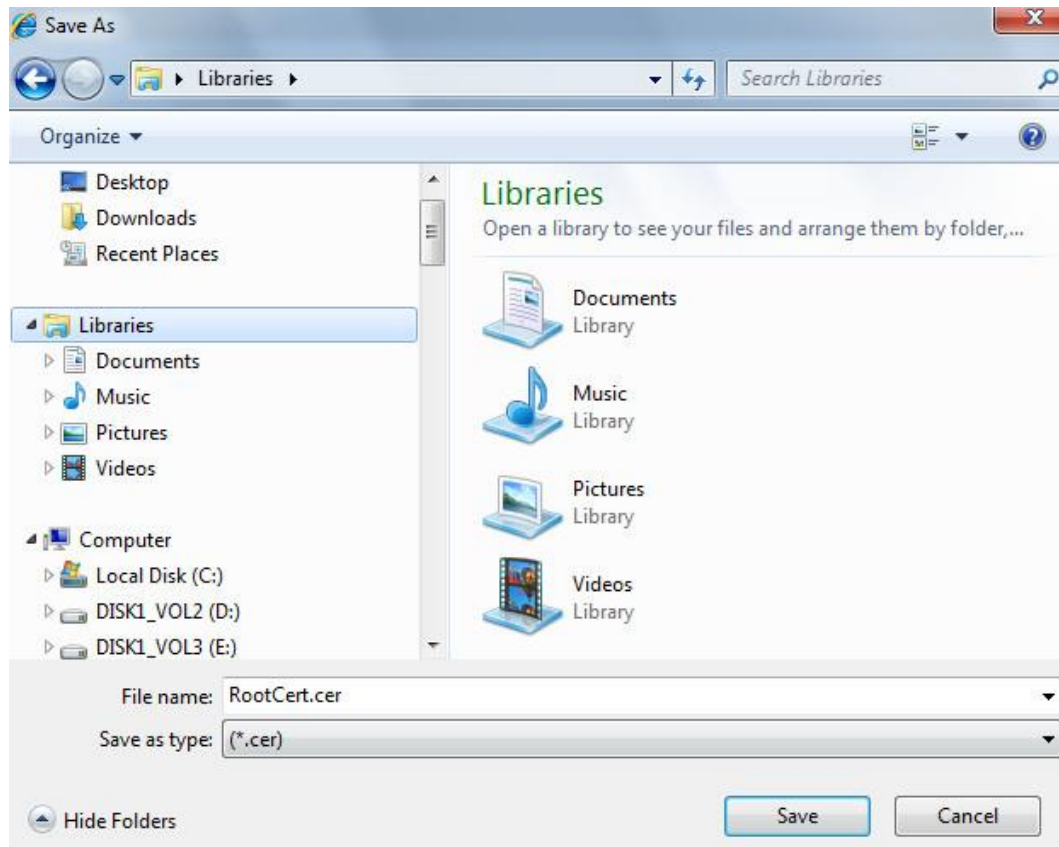 Save As
Libraries
Search Libraries
Organize
Desktop
Downloads
Recent Places
Libraries
Documents
Music
Pictures
Videos
Computer
Local Disk (C:)
DISK1_VOL2 (D:)
DISK1_VOL3 (E:)
Libraries
Open a library to see your files and arrange them by folder,...
Documents
Library
Music
Library
Pictures
Library
Videos
Library
File name: RootCert.cer
Save as type: (*.cer)
Hide Folders
Save
Cancel